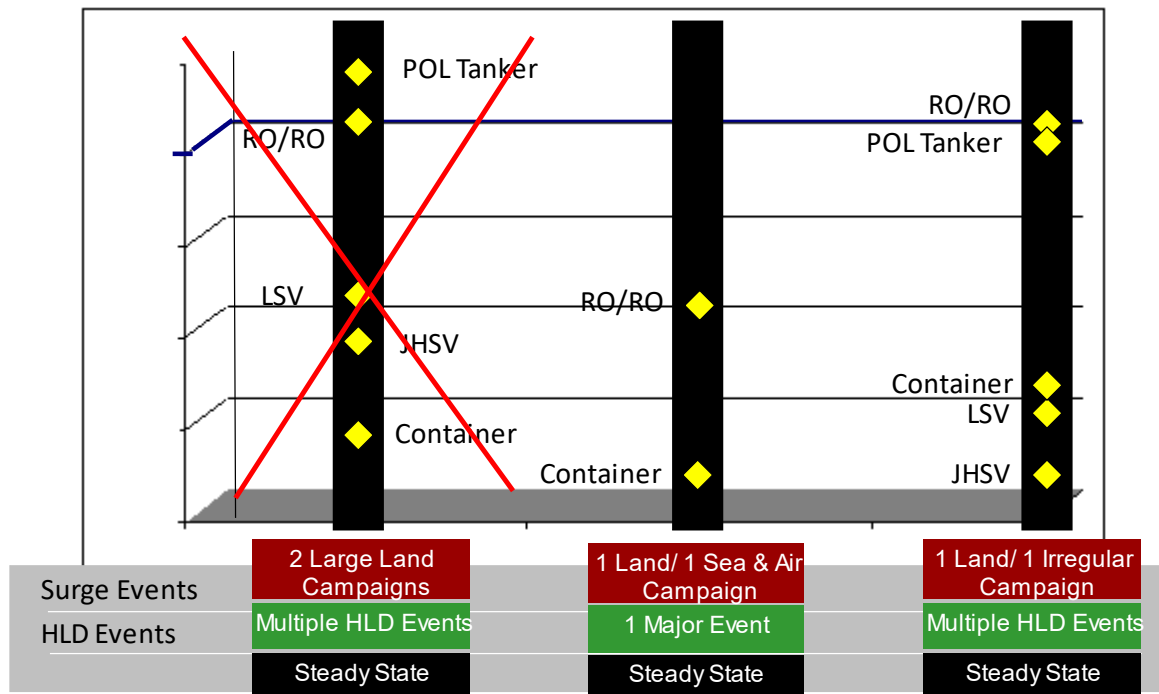 POL Tanker
RO/RO
LSV
JHSV
Container
RO/RO
Container
RO/RO
POL Tanker
Container
LSV
JHSV
Surge Events
HLD Events
2 Large Land
Campaigns
Multiple HLD Events
Steady State
1 Land/ 1 Sea & Air
Campaign
1 Major Event
Steady State
1 Land/ 1 Irregular
Campaign
Multiple HLD Events
Steady State